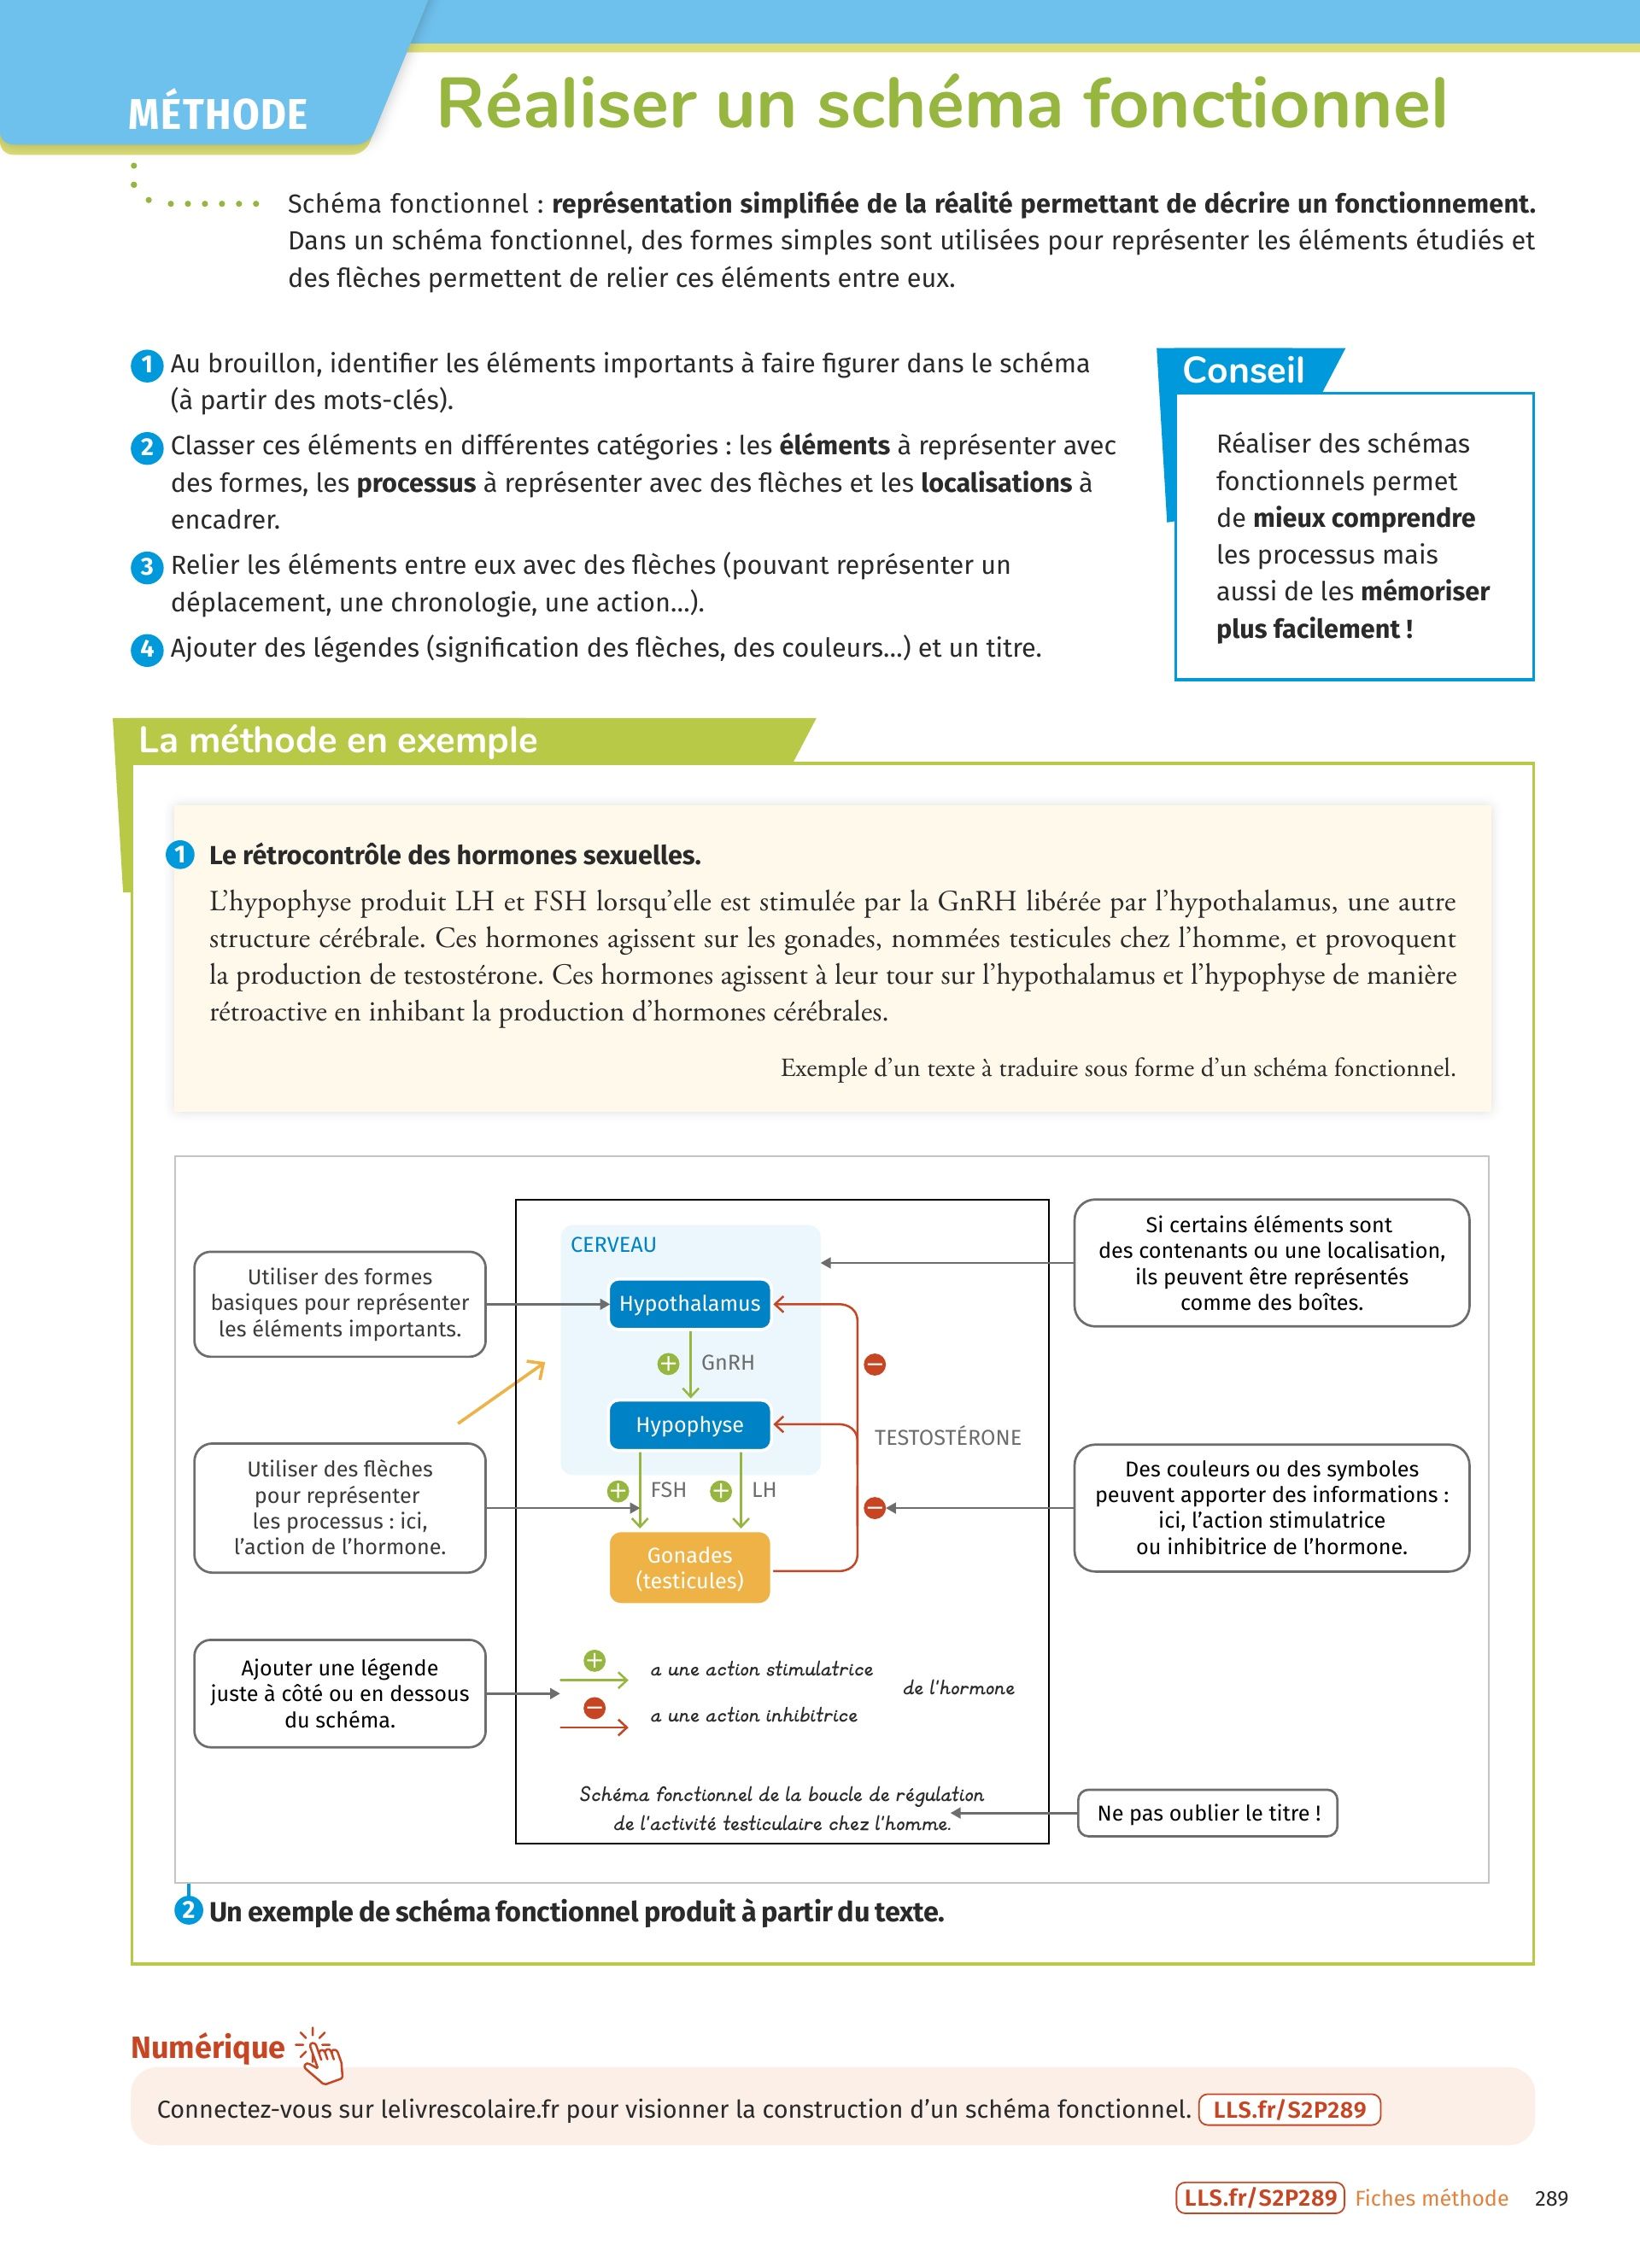 MÉTHODE
Réaliser un schéma fonctionnel
Schéma fonctionnel : représentation simplifiée de la réalité permettant de décrire un fonctionnement.
Dans un schéma fonctionnel, des formes simples sont utilisées pour représenter les éléments étudiés et
des flèches permettent de relier ces éléments entre eux.
1 Au brouillon, identifier les éléments importants à faire figurer dans le schéma
(à partir des mots-clés).
2 Classer ces éléments en différentes catégories : les éléments à représenter avec
des formes, les processus à représenter avec des flèches et les localisations à
encadrer.
3 Relier les éléments entre eux avec des flèches (pouvant représenter un
déplacement, une chronologie, une action...).
4 Ajouter des légendes (signification des flèches, des couleurs...) et un titre.
Conseil
Réaliser des schémas
fonctionnels permet
de mieux comprendre
les processus mais
aussi de les mémoriser
plus facilement !
La méthode en exemple
1 Le rétrocontrôle des hormones sexuelles.
L'hypophyse produit LH et FSH lorsqu'elle est stimulée par la GnRH libérée par l'hypothalamus, une autre
structure cérébrale. Ces hormones agissent sur les gonades, nommées testicules chez l'homme, et provoquent
la production de testostérone. Ces hormones agissent à leur tour sur l'hypothalamus et l'hypophyse de manière
rétroactive en inhibant la production d'hormones cérébrales.
Exemple d'un texte à traduire sous forme d'un schéma fonctionnel.
Utiliser des formes
basiques pour représenter
les éléments importants.
Utiliser des flèches
pour représenter
les processus : ici,
l'action de l'hormone.
Ajouter une légende
juste à côté ou en dessous
du schéma.
CERVEAU
Hypothalamus
+ GnRH
−
Hypophyse
TESTOSTÉRONE
+ FSH + LH
−
Gonades
(testicules)
+
a une action stimulatrice
de l'hormone
−
a une action inhibitrice
Schéma fonctionnel de la boucle de régulation
de l'activité testiculaire chez l'homme.
Si certains éléments sont
des contenants ou une localisation,
ils peuvent être représentés
comme des boîtes.
Des couleurs ou des symboles
peuvent apporter des informations :
ici, l'action stimulatrice
ou inhibitrice de l'hormone.
Ne pas oublier le titre !
2 Un exemple de schéma fonctionnel produit à partir du texte.
Numérique
Connectez-vous sur lelivrescolaire.fr pour visionner la construction d'un schéma fonctionnel. LLS.fr/S2P289
LLS.fr/S2P289 Fiches méthode 289